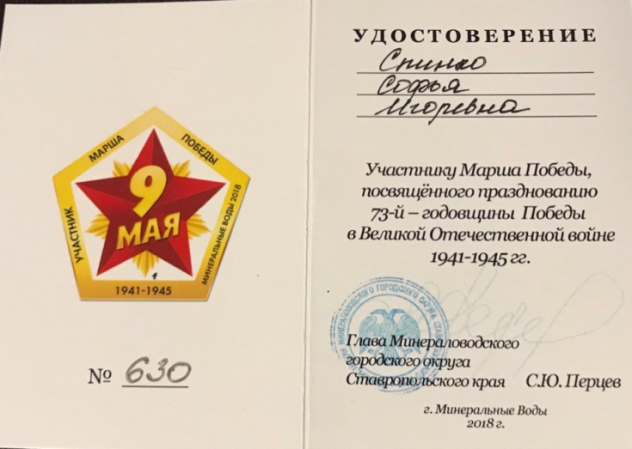 УЧАСТНИК МАРША ПОБЕДЫ МИНЕРАЛЬНЫЕ ВОДЫ 2018
9
МАЯ
1941-1945
№ 630
УДОСТОВЕРЕНИЕ
Спинко
Софья
Игоревна
Участнику Марша Победы,
посвящённого празднованию
73-й – годовщины Победы
в Великой Отечественной войне
1941-1945 гг.
Глава Минераловодского
городского округа
Ставропольского края С.Ю. Перцев
г. Минеральные Воды
2018 г.